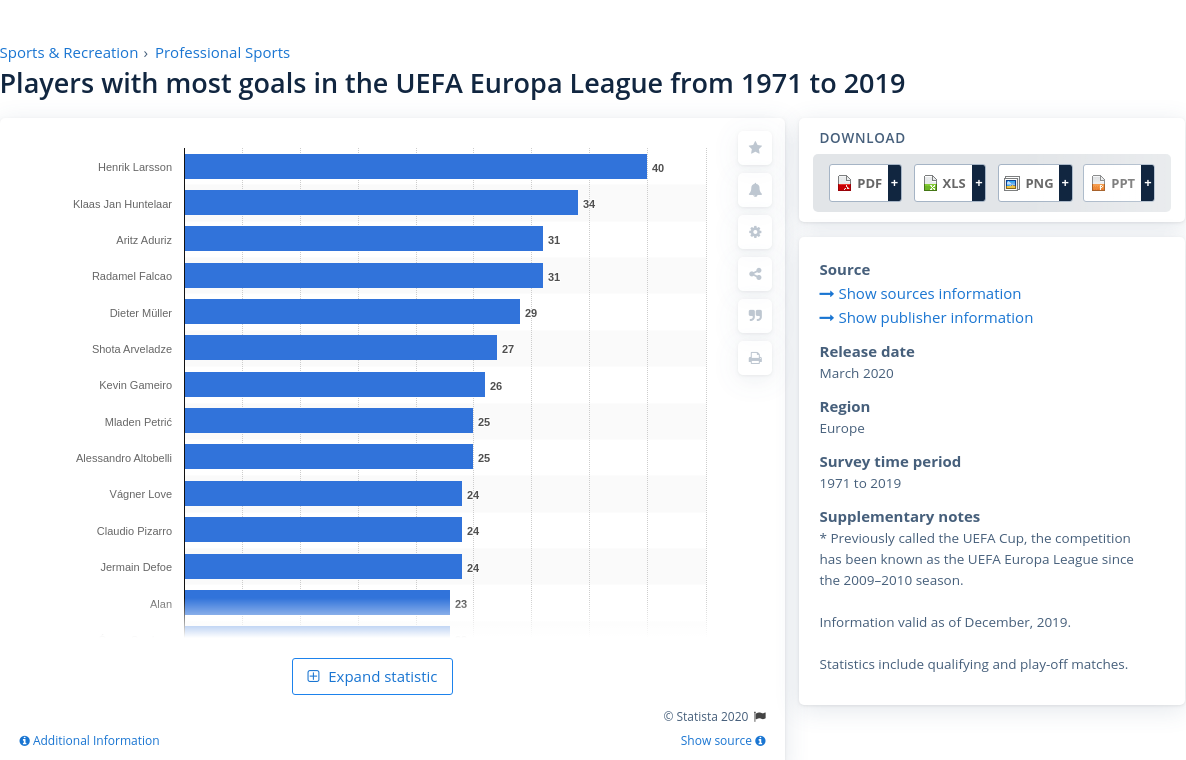 Sports & Recreation › Professional Sports
Players with most goals in the UEFA Europa League from 1971 to 2019
Henrik Larsson 40
Klaas Jan Huntelaar 34
Aritz Aduriz 31
Radamel Falcao 31
Dieter Müller 29
Shota Arveladze 27
Kevin Gameiro 26
Mladen Petrić 25
Alessandro Altobelli 25
Vágner Love 24
Claudio Pizarro 24
Jermain Defoe 24
Alan 23
Expand statistic
© Statista 2020
Additional Information
Show source
DOWNLOAD
PDF + XLS + PNG + PPT +
Source
Show sources information
Show publisher information
Release date
March 2020
Region
Europe
Survey time period
1971 to 2019
Supplementary notes
* Previously called the UEFA Cup, the competition
has been known as the UEFA Europa League since
the 2009–2010 season.
Information valid as of December, 2019.
Statistics include qualifying and play-off matches.